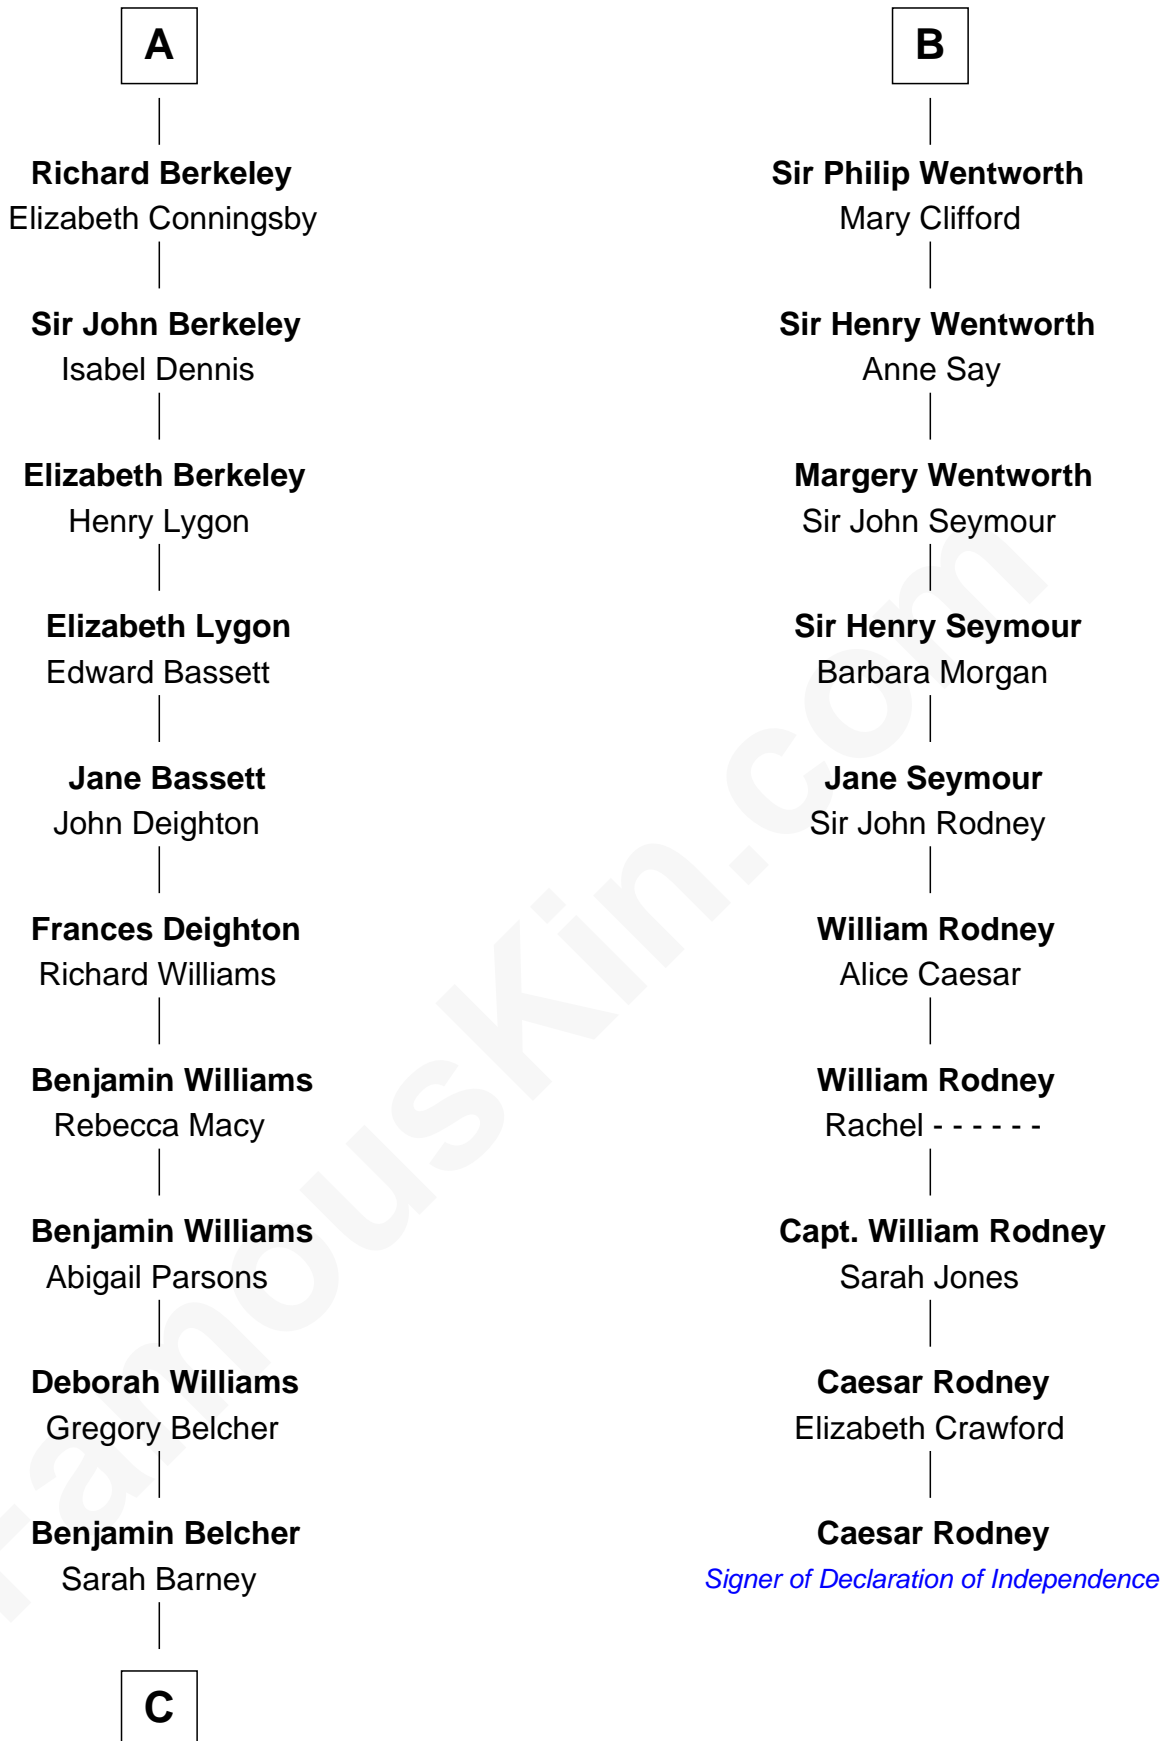 A
Richard Berkeley
Elizabeth Conningsby
Sir John Berkeley
Isabel Dennis
Elizabeth Berkeley
Henry Lygon
Elizabeth Lygon
Edward Bassett
Jane Bassett
John Deighton
Frances Deighton
Richard Williams
Benjamin Williams
Rebecca Macy
Benjamin Williams
Abigail Parsons
Deborah Williams
Gregory Belcher
Benjamin Belcher
Sarah Barney
C
B
Sir Philip Wentworth
Mary Clifford
Sir Henry Wentworth
Anne Say
Margery Wentworth
Sir John Seymour
Sir Henry Seymour
Barbara Morgan
Jane Seymour
Sir John Rodney
William Rodney
Alice Caesar
William Rodney
Rachel - - - - - -
Capt. William Rodney
Sarah Jones
Caesar Rodney
Elizabeth Crawford
Caesar Rodney
Signer of Declaration of Independence
FamousKin.com